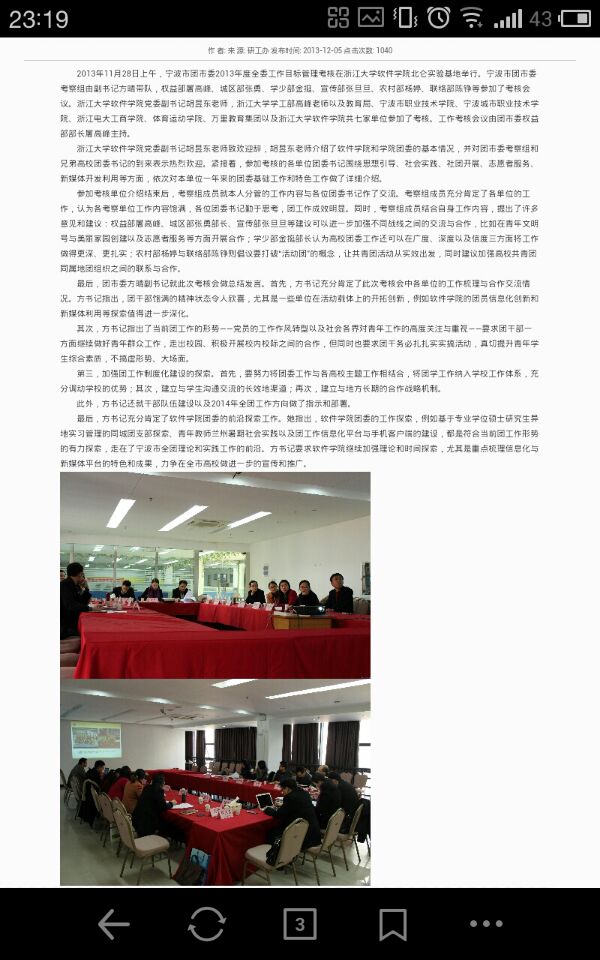 23:19
43
作者: 来源: 研工办 发布时间: 2013-12-05 点击次数: 1040
2013年11月28日上午，宁波市团市委2013年度全委工作目标管理考核在浙江大学软件学院北仑实验基地举行。宁波市团市委
考察组由副书记方晴带队，权益部屠高峰、城区部张勇、学少部金挺、宣传部张旦旦、农村部杨婷、联络部陈铮等参加了考核会
议。浙江大学软件学院党委副书记胡昱东老师，浙江大学学工部高峰老师以及教育局、宁波市职业技术学院、宁波城市职业技术学
院、浙江电大工商学院、体育运动学院、万里教育集团以及浙江大学软件学院共七家单位参加了考核。工作考核会议由团市委权益
部部长屠高峰主持。
浙江大学软件学院党委副书记胡昱东老师致欢迎辞；胡昱东老师介绍了软件学院和学院团委的基本情况，并对团市委考察组和
兄弟高校团委书记的到来表示热烈欢迎。紧接着，参加考核的各单位团委书记围绕思想引导、社会实践、社团开展、志愿者服务、
新媒体开发利用等方面，依次对本单位一年来的团委基础工作和特色工作做了详细介绍。
参加考核单位介绍结束后，考察组成员就本人分管的工作内容与各位团委书记作了交流。考察组成员充分肯定了各单位的工
作，认为各考察单位工作内容饱满，各位团委书记勤于思考，团工作成效明显。同时，考察组成员结合自身工作内容，提出了许多
意见和建议：权益部屠高峰、城区部张勇部长、宣传部张旦旦等建议可以进一步加强不同战线之间的交流与合作，比如在青年文明
号与美丽家园创建以及志愿者服务等方面开展合作；学少部金挺部长认为高校团委工作还可以在广度、深度以及信度三方面将工作
做得更深、更扎实；农村部杨婷与联络部陈铮则倡议要打破“活动团”的概念，让共青团活动从实效出发，同时建议加强高校共青团
同属地团组织之间的联系与合作。
最后，团市委方晴副书记就此次考核会做总结发言。首先，方书记充分肯定了此次考核会中各单位的工作梳理与合作交流情
况。方书记指出，团干部饱满的精神状态令人欣喜，尤其是一些单位在活动载体上的开拓创新，例如软件学院的团员信息化创新和
新媒体利用等探索值得进一步深化。
其次，方书记指出了当前团工作的形势——党员的工作作风转型以及社会各界对青年工作的高度关注与重视——要求团干部一
方面继续做好青年群众工作，走出校园、积极开展校内校际之间的合作，但同时也要求团干务必扎扎实实搞活动，真切提升青年学
生综合素质，不搞虚形势、大场面。
第三，加强团工作制度化建设的探索。首先，要努力将团委工作与各高校主题工作相结合，将团学工作纳入学校工作体系，充
分调动学校的优势；其次，建立与学生沟通交流的长效地渠道；再次，建立与地方长期的合作战略机制。
此外，方书记还就干部队伍建设以及2014年全团工作方向做了指示和部署。
最后，方书记充分肯定了软件学院团委的前沿探索工作。她指出，软件学院团委的工作探索，例如基于专业学位硕士研究生异
地实习管理的同城团支部探索、青年教师兰州暑期社会实践以及团工作信息化平台与手机客户端的建设，都是符合当前团工作形势
的有力探索，走在了宁波市全团理论和实践工作的前沿。方书记要求软件学院继续加强理论和时间探索，尤其是重点梳理信息化与
新媒体平台的特色和成果，力争在全市高校做进一步的宣传和推广。
3